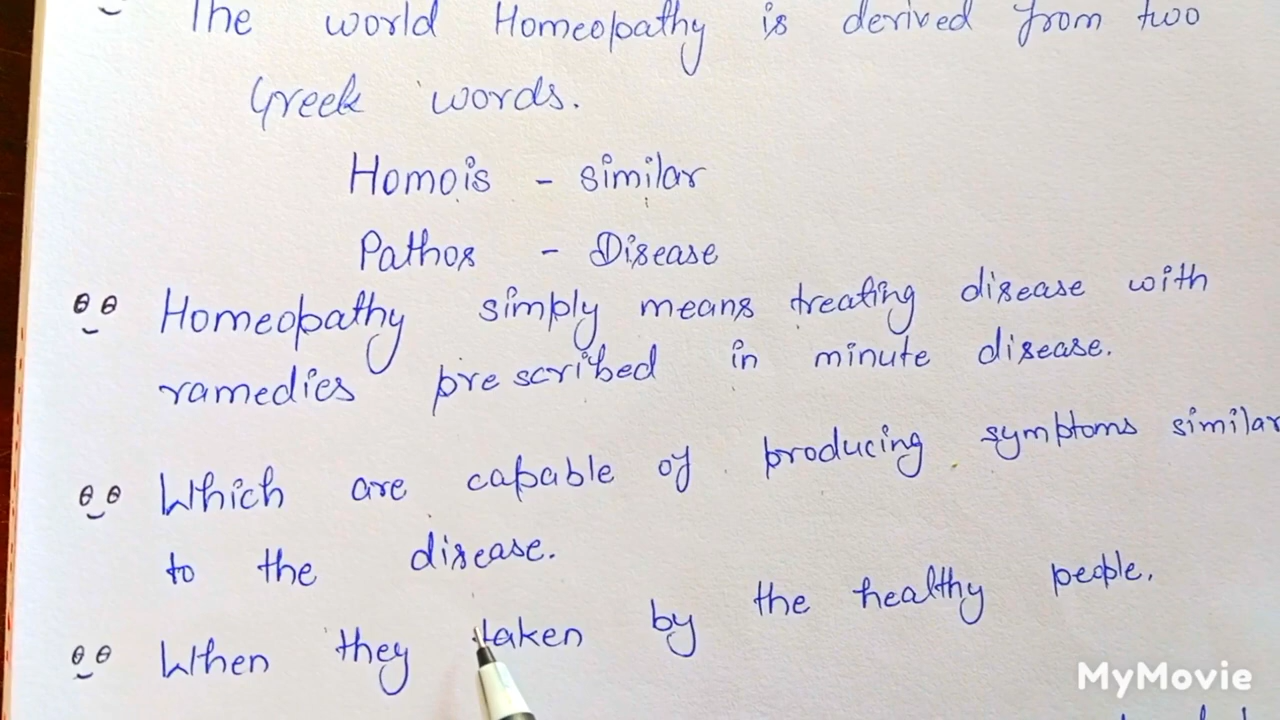 The world Homeopathy is derived from two
Greek words.
Homois - similar
Pathos - Disease
Homeopathy simply means treating disease with
ramedies prescribed in minute disease.
Which are capable of producing symptoms similar
to the disease.
When they taken by the healthy people.
MyMovie